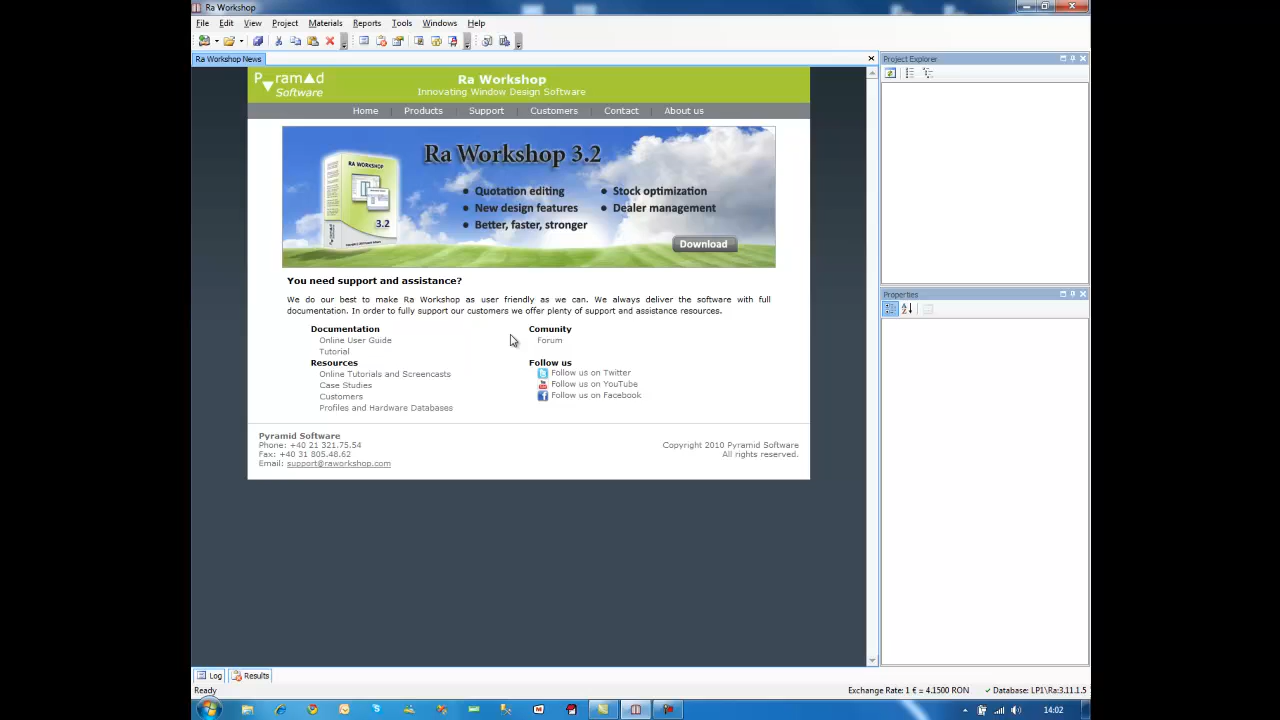 Ra Workshop
File Edit View Project Materials Reports Tools Windows Help
Ra Workshop News
Pyramid Software
Ra Workshop
Innovating Window Design Software
Home | Products | Support | Customers | Contact | About us
Ra Workshop 3.2
• Quotation editing
• New design features
• Better, faster, stronger
• Stock optimization
• Dealer management
RA WORKSHOP
3.2
Download
You need support and assistance?
We do our best to make Ra Workshop as user friendly as we can. We always deliver the software with full
documentation. In order to fully support our customers we offer plenty of support and assistance resources.
Documentation
Online User Guide
Tutorial
Resources
Online Tutorials and Screencasts
Case Studies
Customers
Profiles and Hardware Databases
Comunity
Forum
Follow us
Follow us on Twitter
Follow us on YouTube
Follow us on Facebook
Pyramid Software
Phone: +40 21 321.75.54
Fax: +40 31 805.48.62
Email: support@raworkshop.com
Copyright 2010 Pyramid Software
All rights reserved.
Project Explorer
Properties
Log Results
Ready
Exchange Rate: 1 € = 4.1500 RON
Database: LP1\Ra:3.11.1.5
14:02